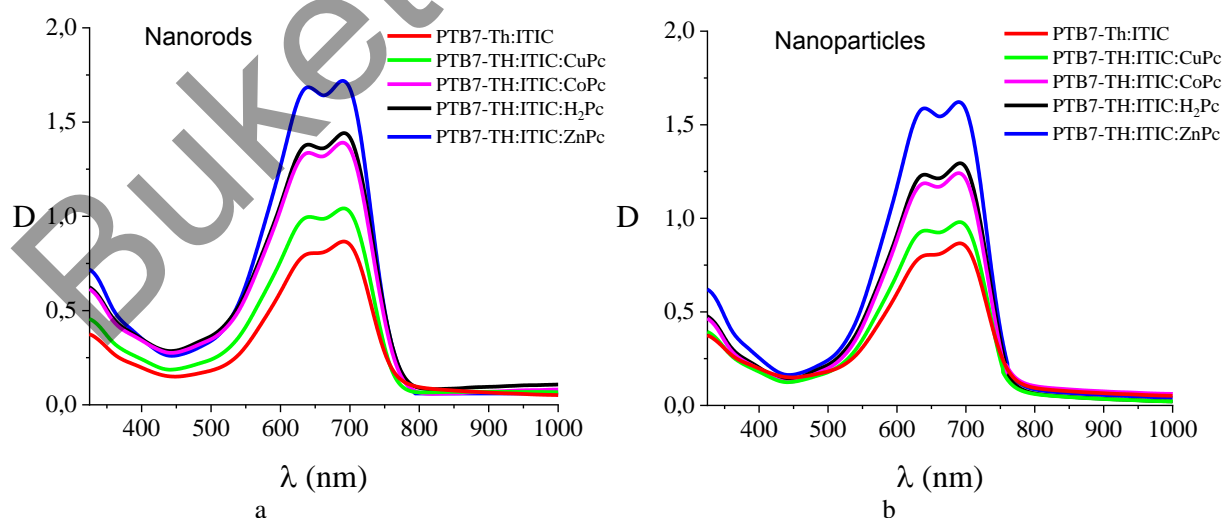 Buket
Nanorods
PTB7-Th:ITIC
PTB7-TH:ITIC:CuPc
PTB7-TH:ITIC:CoPc
PTB7-TH:ITIC:H₂Pc
PTB7-TH:ITIC:ZnPc
2,0
1,5
1,0
0,5
0,0
D
400 500 600 700 800 900 1000
λ (nm)
a
Nanoparticles
PTB7-Th:ITIC
PTB7-TH:ITIC:CuPc
PTB7-TH:ITIC:CoPc
PTB7-TH:ITIC:H₂Pc
PTB7-TH:ITIC:ZnPc
2,0
1,5
1,0
0,5
0,0
D
400 500 600 700 800 900 1000
λ (nm)
b